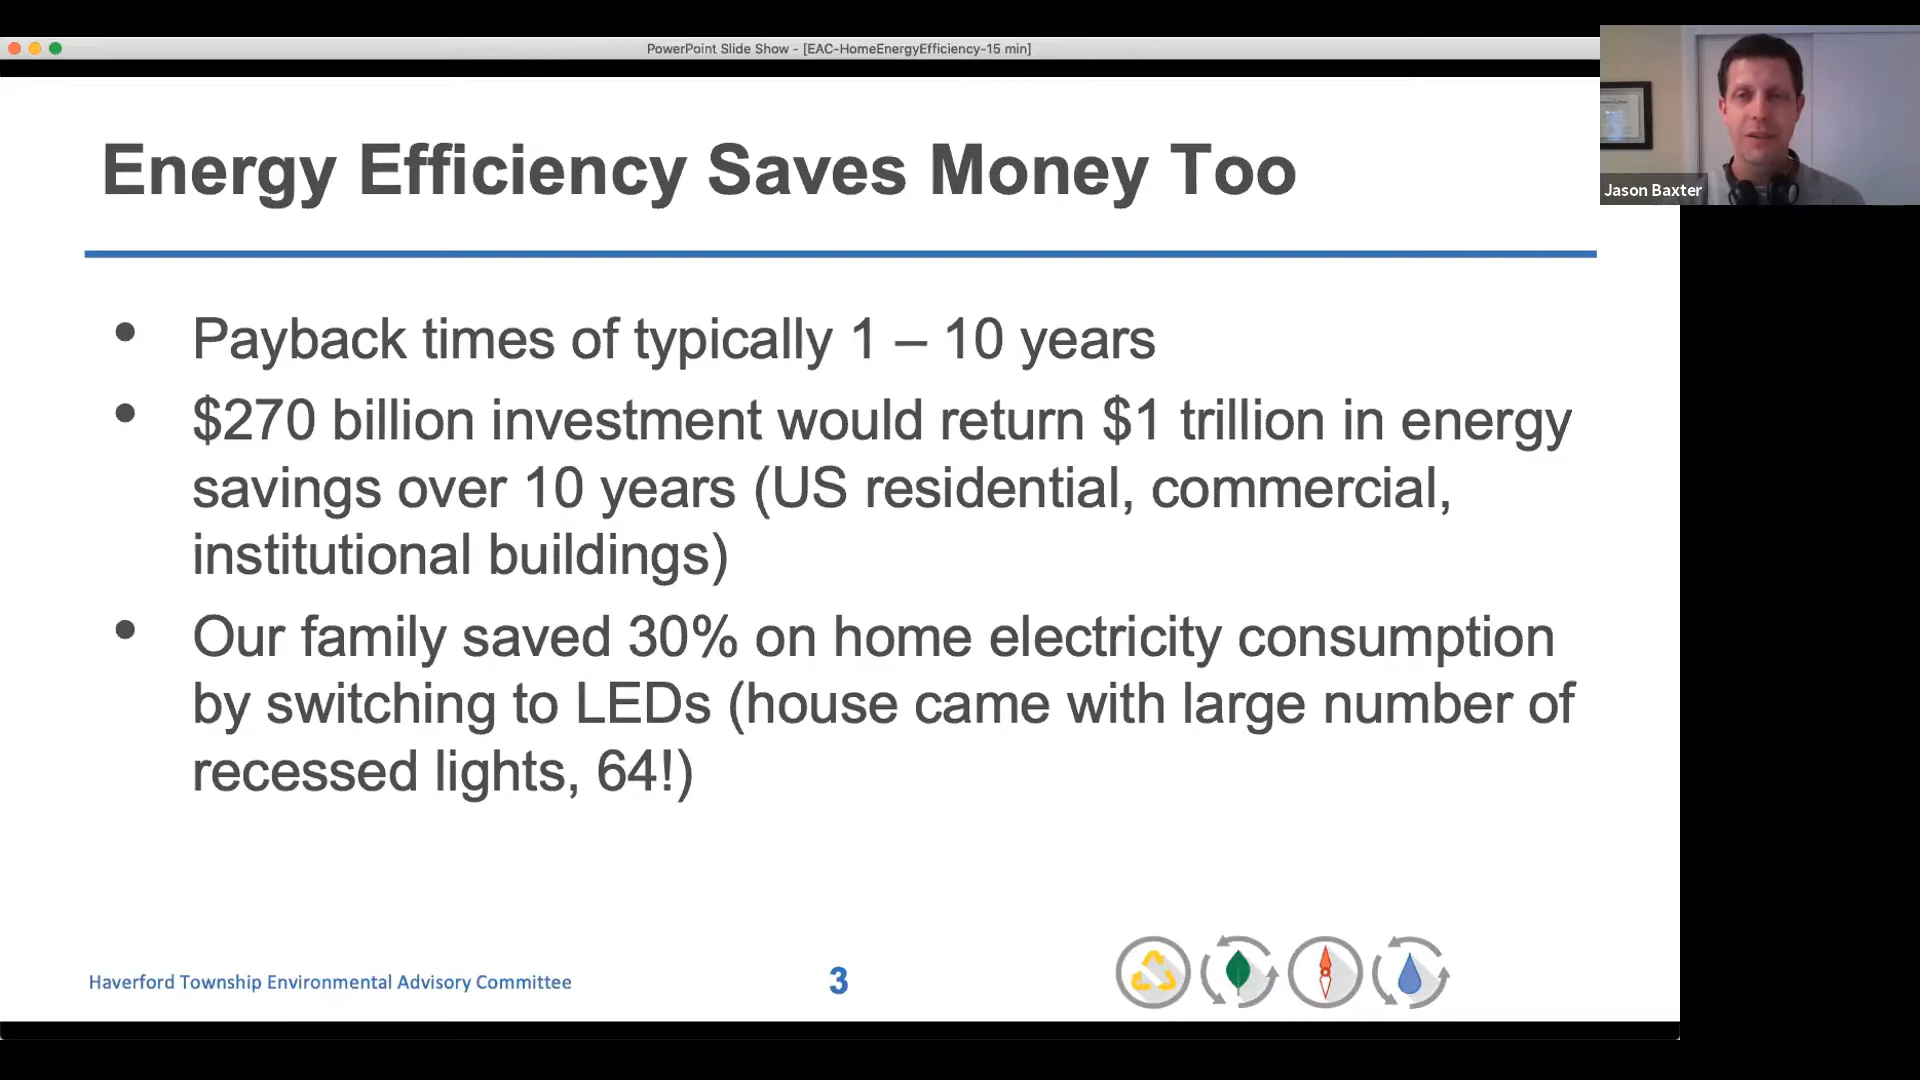 PowerPoint Slide Show - [EAC-HomeEnergyEfficiency-15 min]
Jason Baxter
Energy Efficiency Saves Money Too
• Payback times of typically 1 – 10 years
• $270 billion investment would return $1 trillion in energy
savings over 10 years (US residential, commercial,
institutional buildings)
• Our family saved 30% on home electricity consumption
by switching to LEDs (house came with large number of
recessed lights, 64!)
Haverford Township Environmental Advisory Committee
3